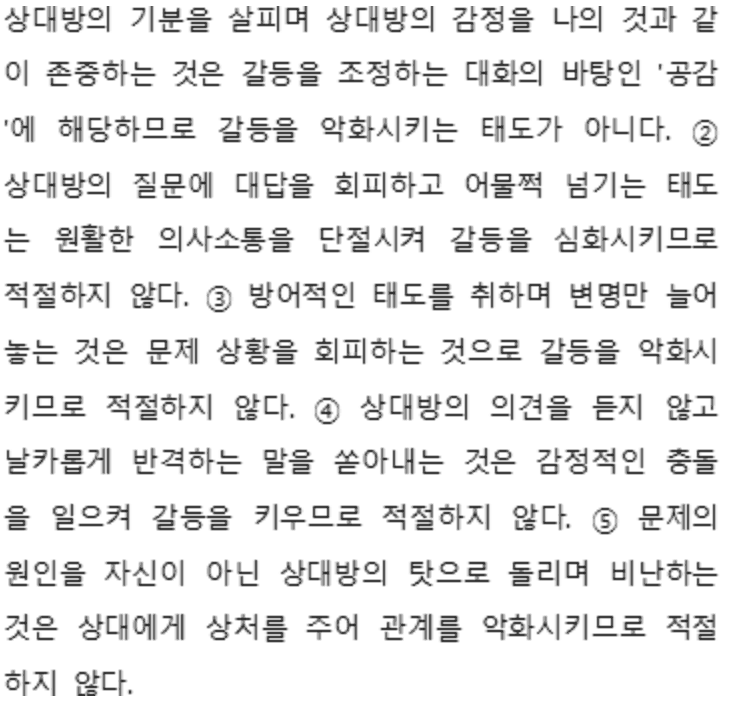 상대방의 기분을 살피며 상대방의 감정을 나의 것과 같
이 존중하는 것은 갈등을 조정하는 대화의 바탕인 '공감
'에 해당하므로 갈등을 악화시키는 태도가 아니다. ②
상대방의 질문에 대답을 회피하고 어물쩍 넘기는 태도
는 원활한 의사소통을 단절시켜 갈등을 심화시키므로
적절하지 않다. ③ 방어적인 태도를 취하며 변명만 늘어
놓는 것은 문제 상황을 회피하는 것으로 갈등을 악화시
키므로 적절하지 않다. ④ 상대방의 의견을 듣지 않고
날카롭게 반격하는 말을 쏟아내는 것은 감정적인 충돌
을 일으켜 갈등을 키우므로 적절하지 않다. ⑤ 문제의
원인을 자신이 아닌 상대방의 탓으로 돌리며 비난하는
것은 상대에게 상처를 주어 관계를 악화시키므로 적절
하지 않다.